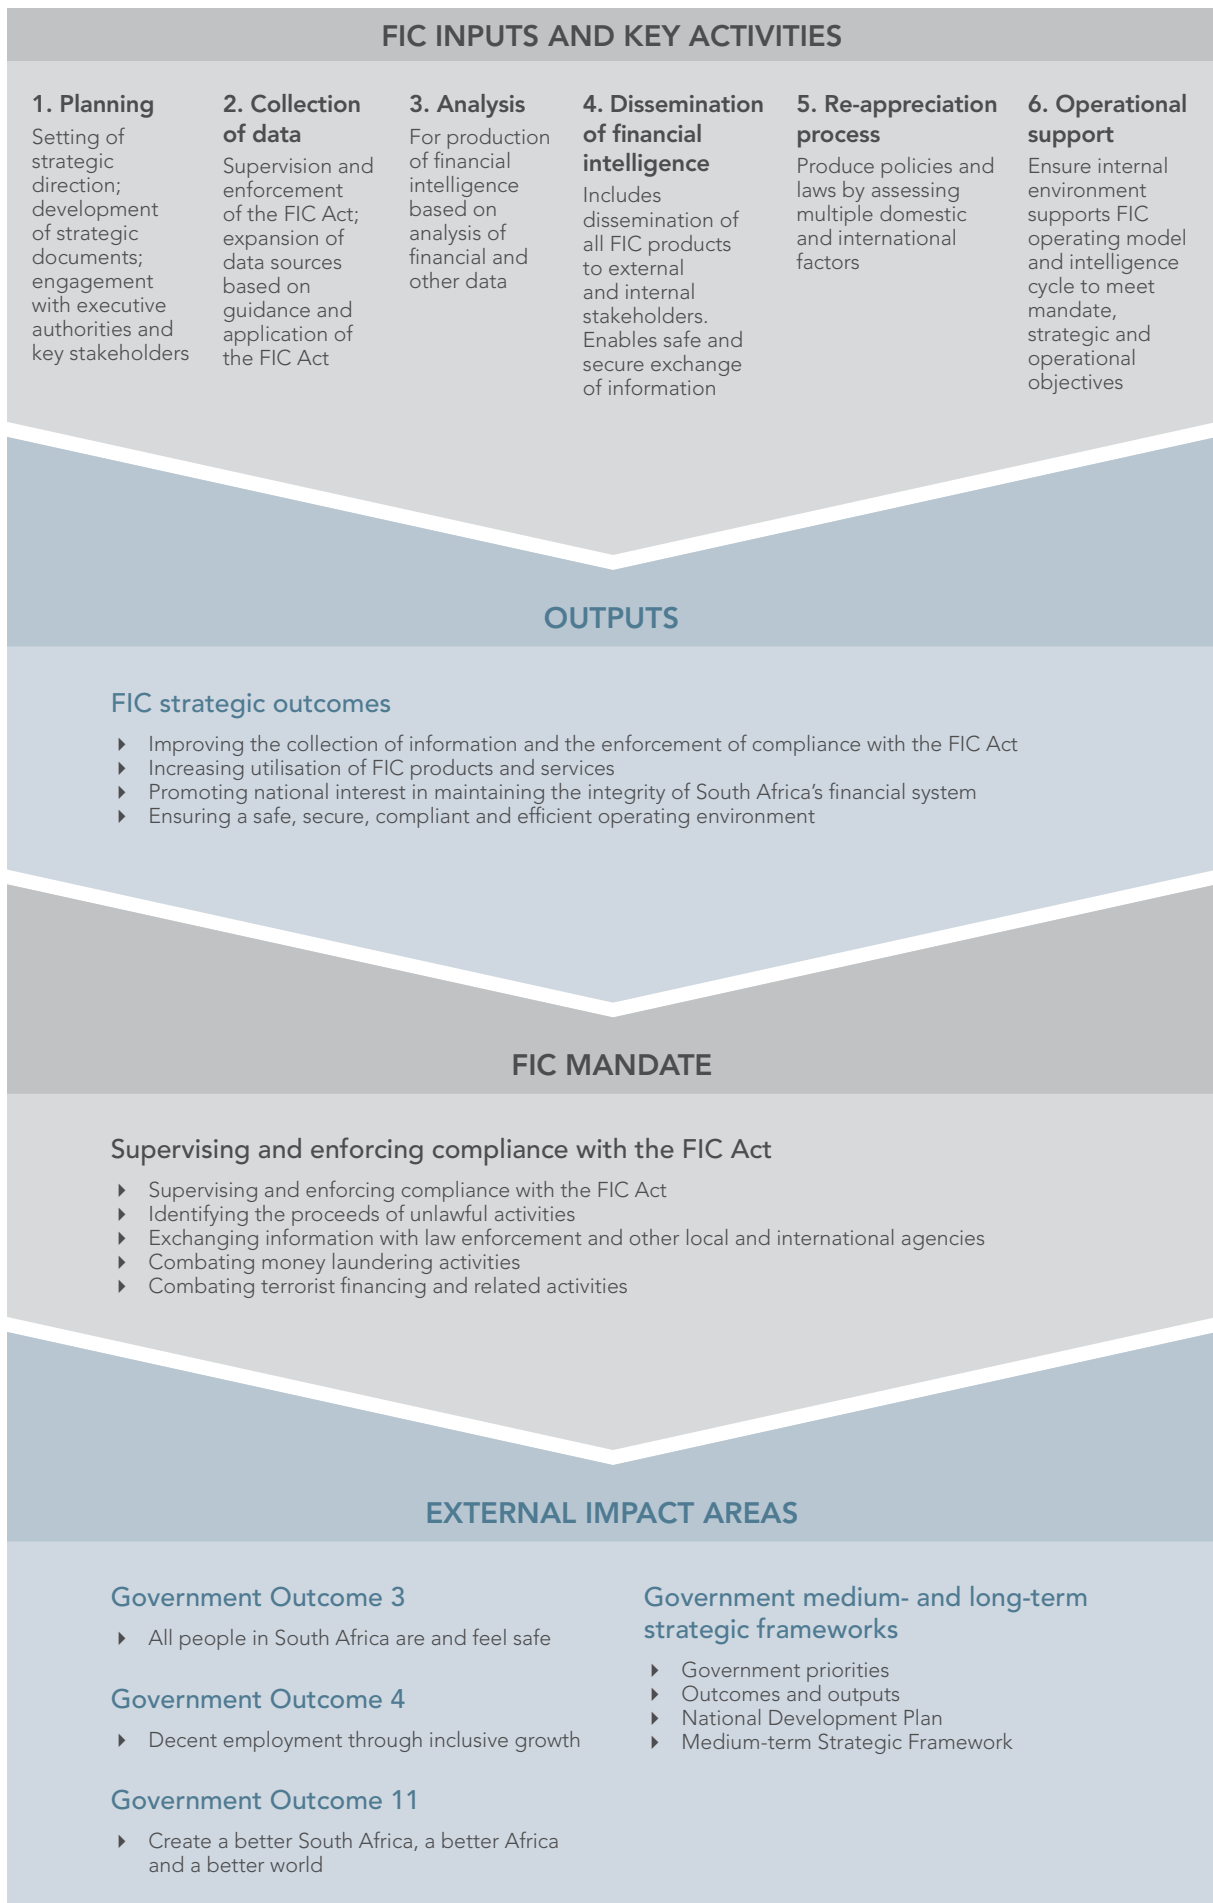 FIC INPUTS AND KEY ACTIVITIES
1. Planning
Setting of
strategic
direction;
development
of strategic
documents;
engagement
with executive
authorities and
key stakeholders
2. Collection
of data
Supervision and
enforcement
of the FIC Act;
expansion of
data sources
based on
guidance and
application of
the FIC Act
3. Analysis
For production
of financial
intelligence
based on
analysis of
financial and
other data
4. Dissemination
of financial
intelligence
Includes
dissemination of
all FIC products
to external
and internal
stakeholders.
Enables safe and
secure exchange
of information
5. Re-appreciation
process
Produce policies and
laws by assessing
multiple domestic
and international
factors
6. Operational
support
Ensure internal
environment
supports FIC
operating model
and intelligence
cycle to meet
mandate,
strategic and
operational
objectives
OUTPUTS
FIC strategic outcomes
Improving the collection of information and the enforcement of compliance with the FIC Act
Increasing utilisation of FIC products and services
Promoting national interest in maintaining the integrity of South Africa's financial system
Ensuring a safe, secure, compliant and efficient operating environment
FIC MANDATE
Supervising and enforcing compliance with the FIC Act
Supervising and enforcing compliance with the FIC Act
Identifying the proceeds of unlawful activities
Exchanging information with law enforcement and other local and international agencies
Combating money laundering activities
Combating terrorist financing and related activities
EXTERNAL IMPACT AREAS
Government Outcome 3
All people in South Africa are and feel safe
Government Outcome 4
Decent employment through inclusive growth
Government Outcome 11
Create a better South Africa, a better Africa
and a better world
Government medium- and long-term
strategic frameworks
Government priorities
Outcomes and outputs
National Development Plan
Medium-term Strategic Framework